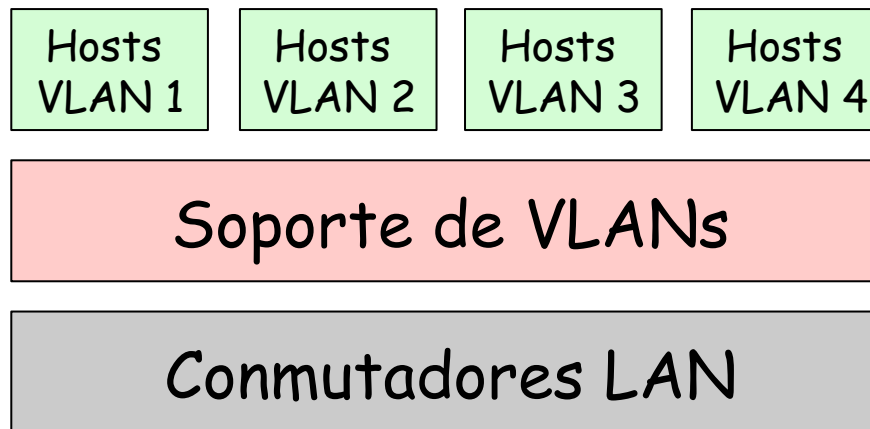 Hosts
VLAN 1
Hosts
VLAN 2
Hosts
VLAN 3
Hosts
VLAN 4
Soporte de VLANs
Conmutadores LAN